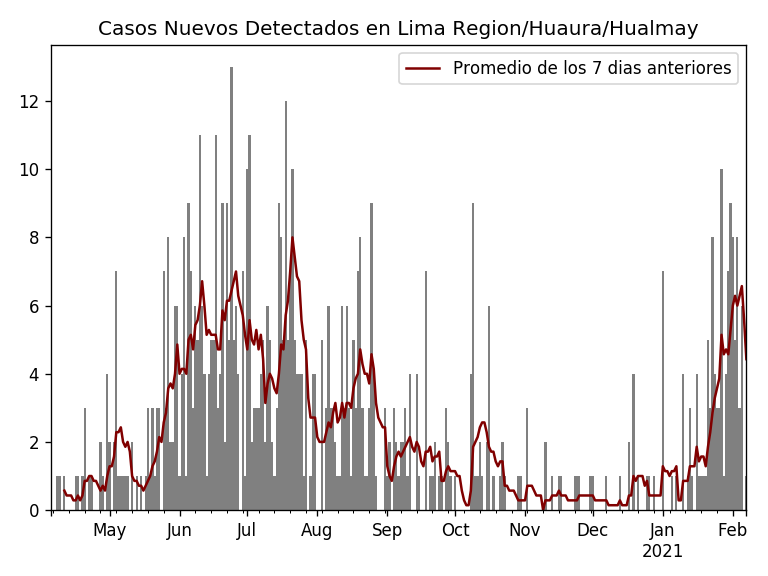 Casos Nuevos Detectados en Lima Region/Huaura/Hualmay
Promedio de los 7 dias anteriores
12
10
8
6
4
2
0
May Jun Jul Aug Sep Oct Nov Dec Jan Feb
2021